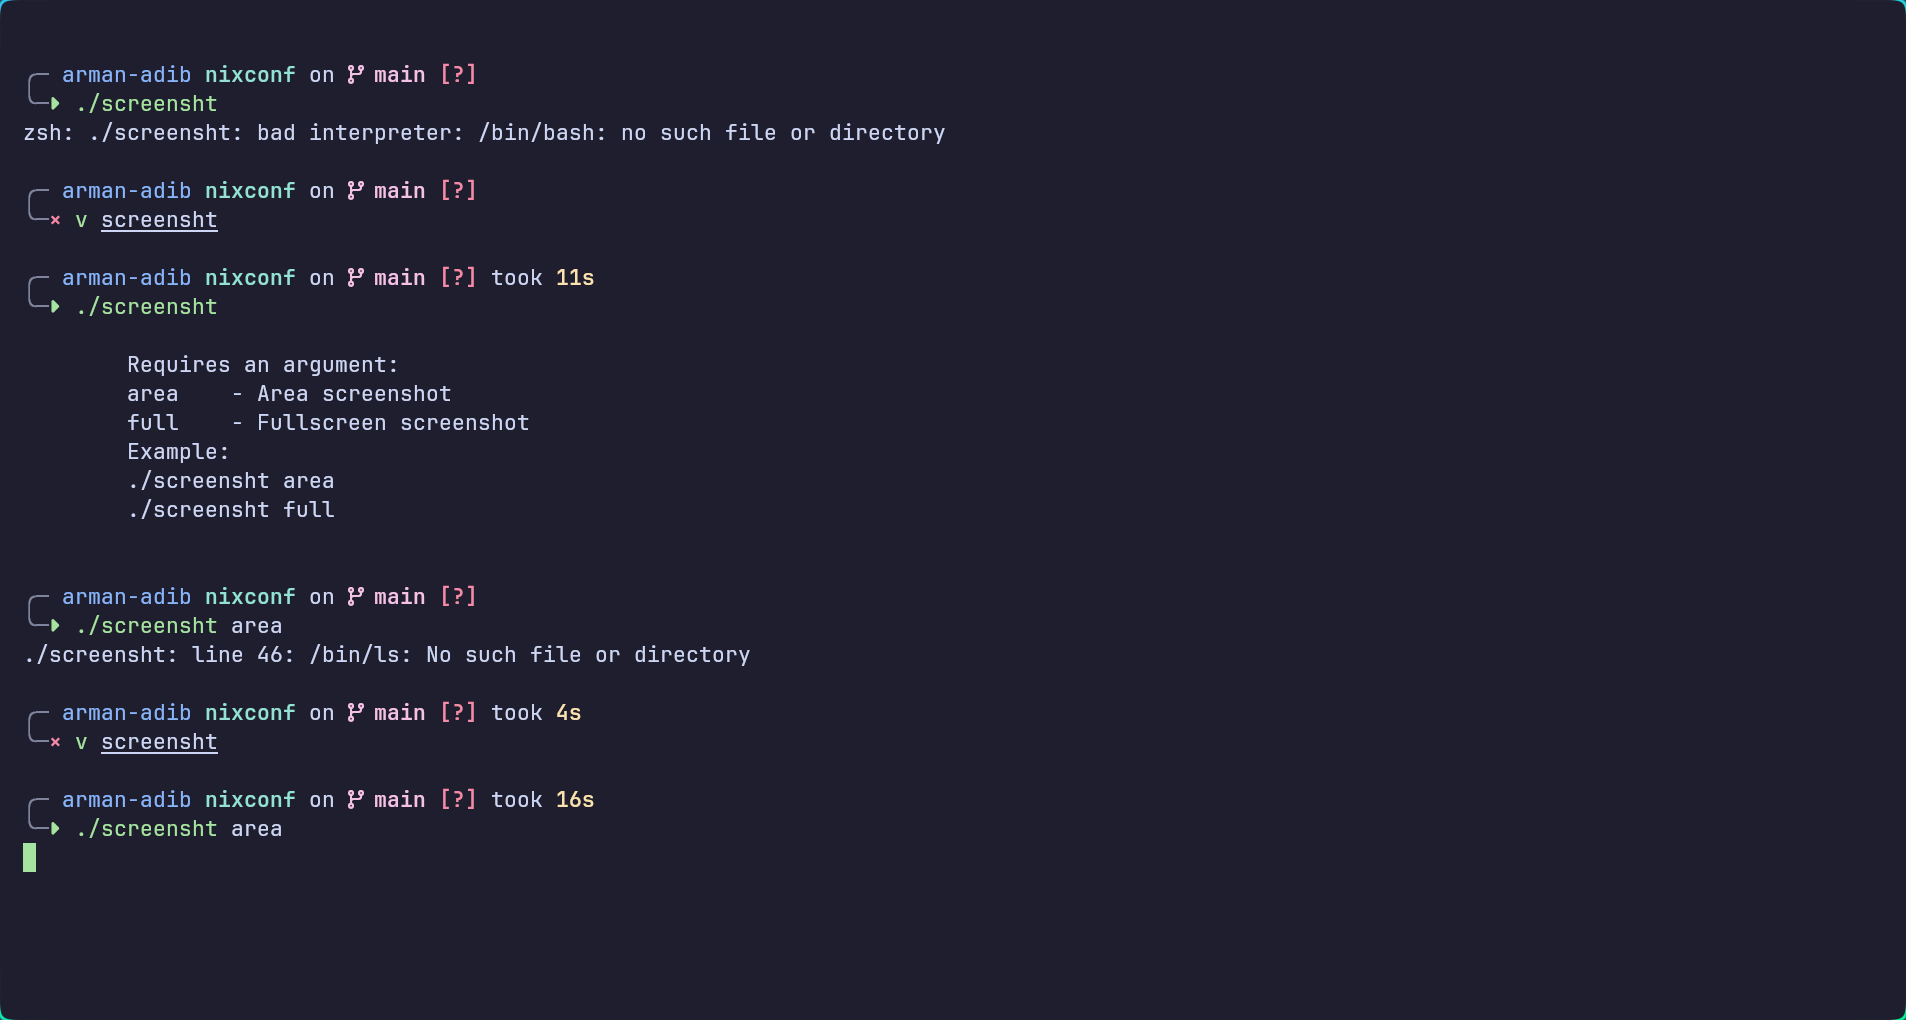 arman-adib nixconf on main [?]
./screensht
zsh: ./screensht: bad interpreter: /bin/bash: no such file or directory
arman-adib nixconf on main [?]
× v screensht
arman-adib nixconf on main [?] took 11s
./screensht
Requires an argument:
area    - Area screenshot
full    - Fullscreen screenshot
Example:
./screensht area
./screensht full
arman-adib nixconf on main [?]
./screensht area
./screensht: line 46: /bin/ls: No such file or directory
arman-adib nixconf on main [?] took 4s
× v screensht
arman-adib nixconf on main [?] took 16s
./screensht area